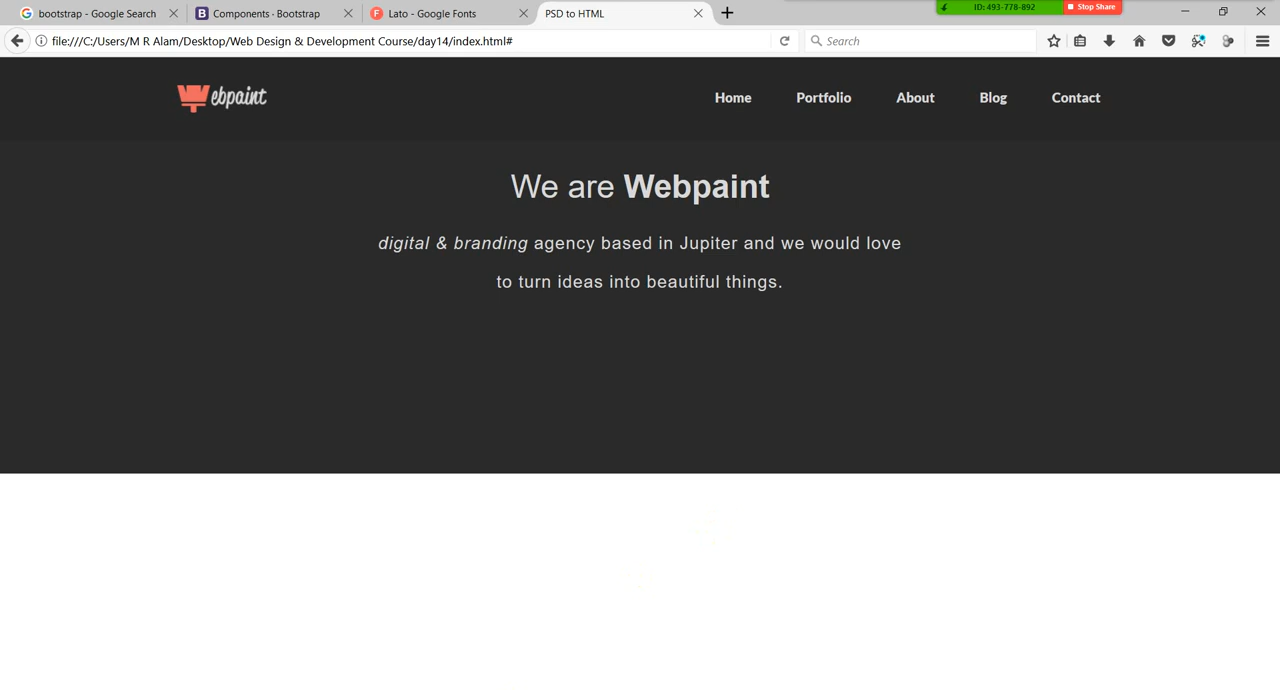 bootstrap - Google Search
Components · Bootstrap
Lato - Google Fonts
PSD to HTML
ID: 493-778-892
Stop Share
file:///C:/Users/M R Alam/Desktop/Web Design & Development Course/day14/index.html#
Search
ebpaint
Home
Portfolio
About
Blog
Contact
We are Webpaint
digital & branding agency based in Jupiter and we would love
to turn ideas into beautiful things.